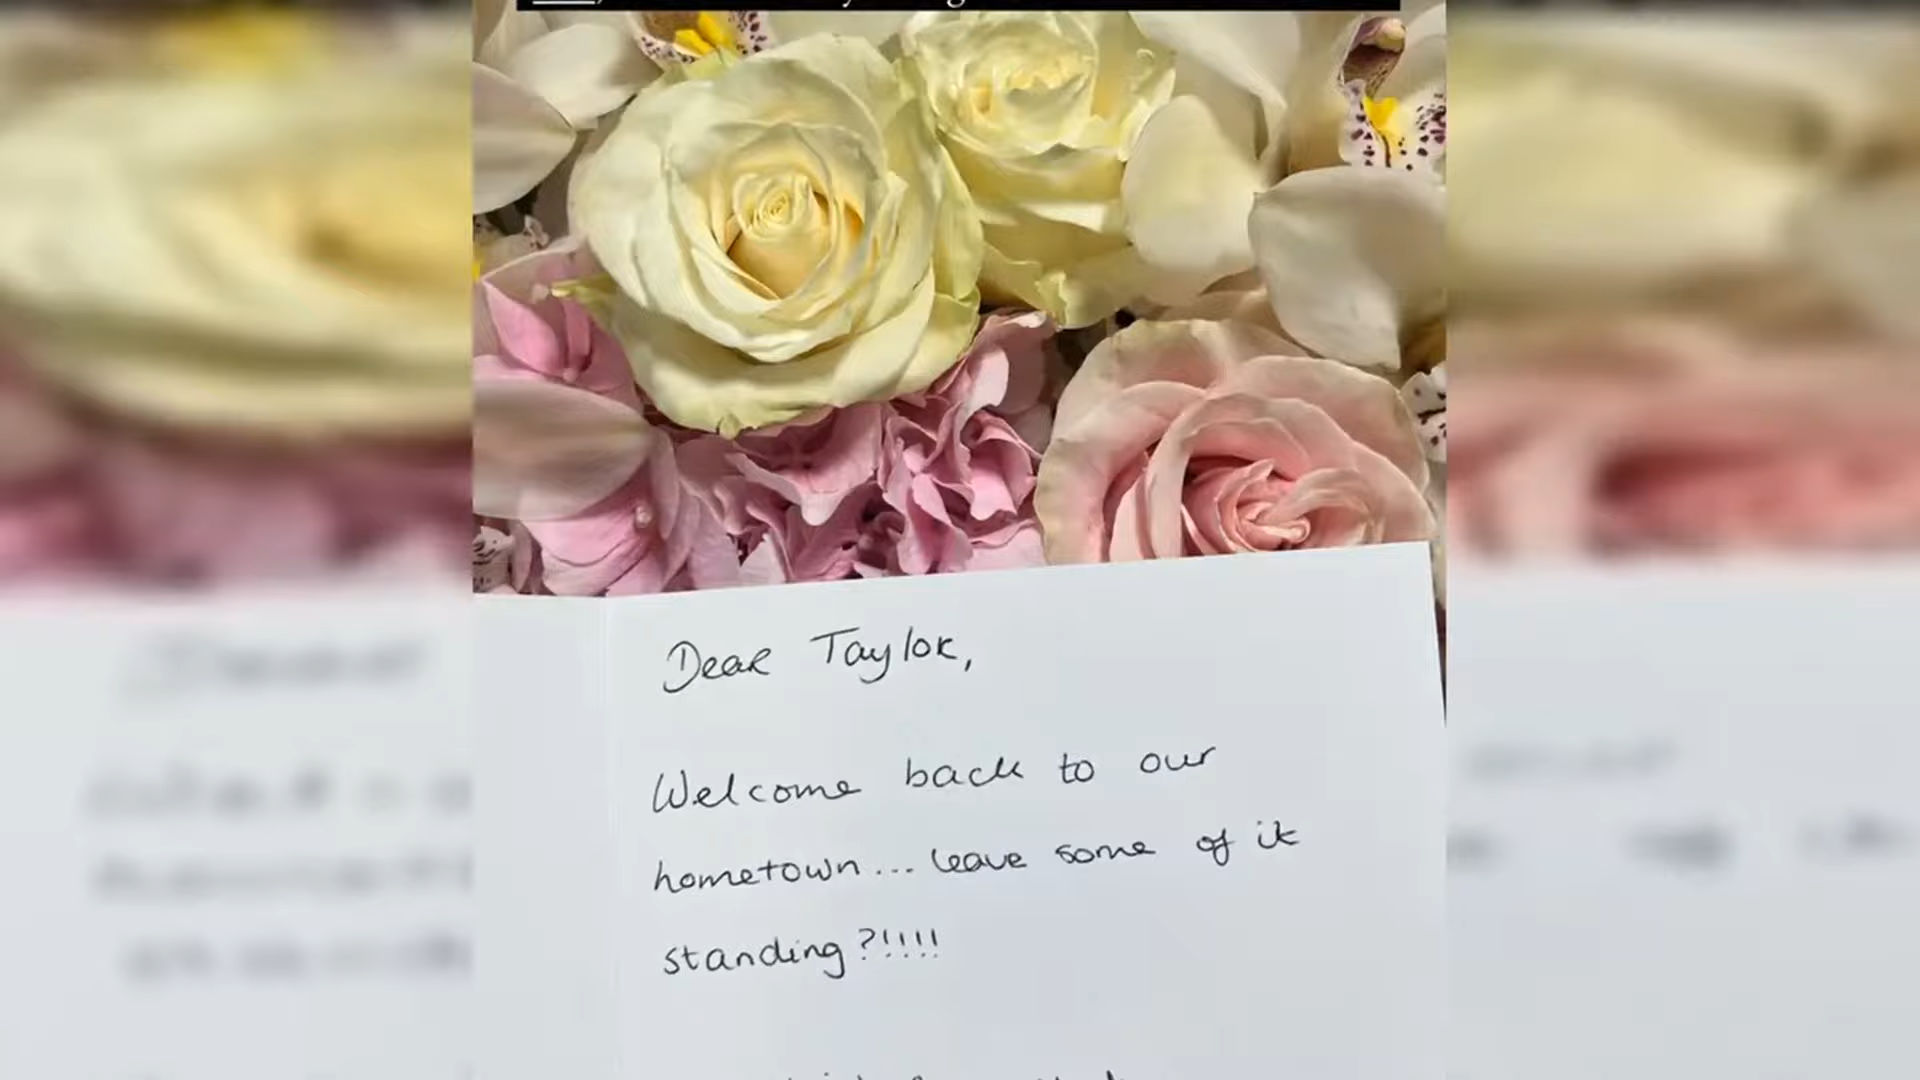 Dear Taylor,
Welcome back to our
hometown... leave some of it
standing?!!!!